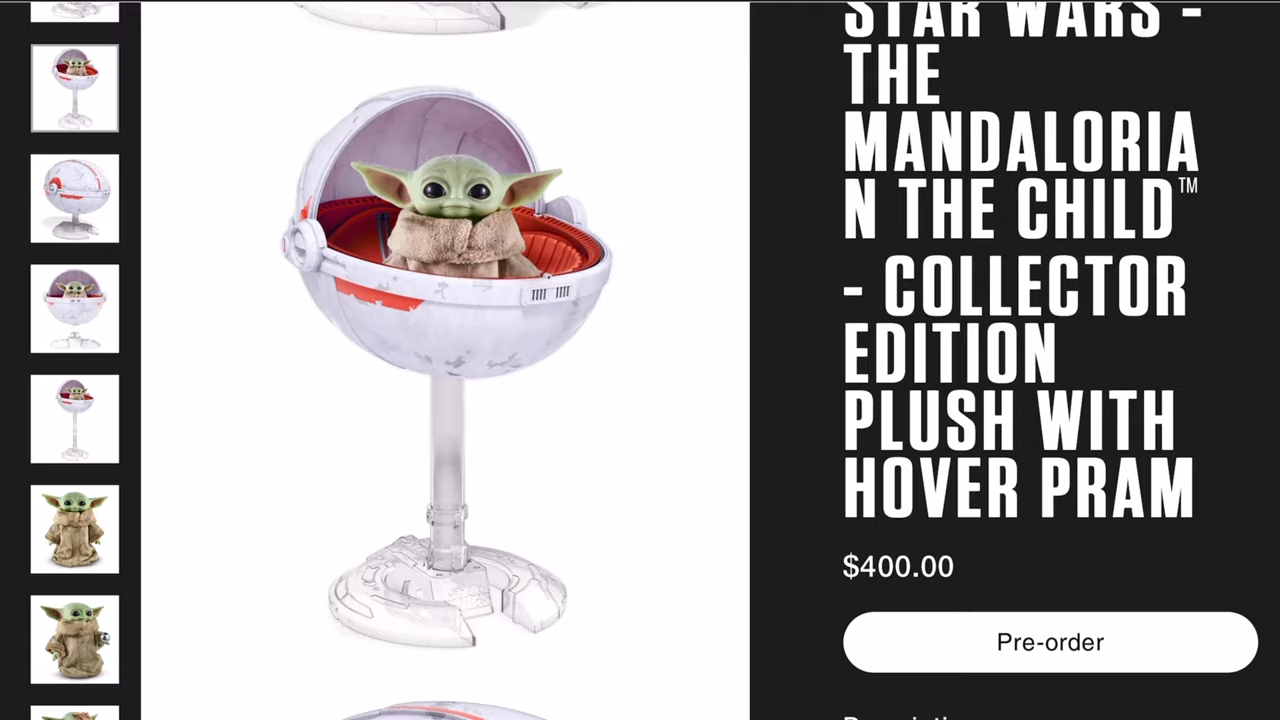 STAR WARS -
THE
MANDALORIA
N THE CHILD™
- COLLECTOR
EDITION
PLUSH WITH
HOVER PRAM
$400.00
Pre-order